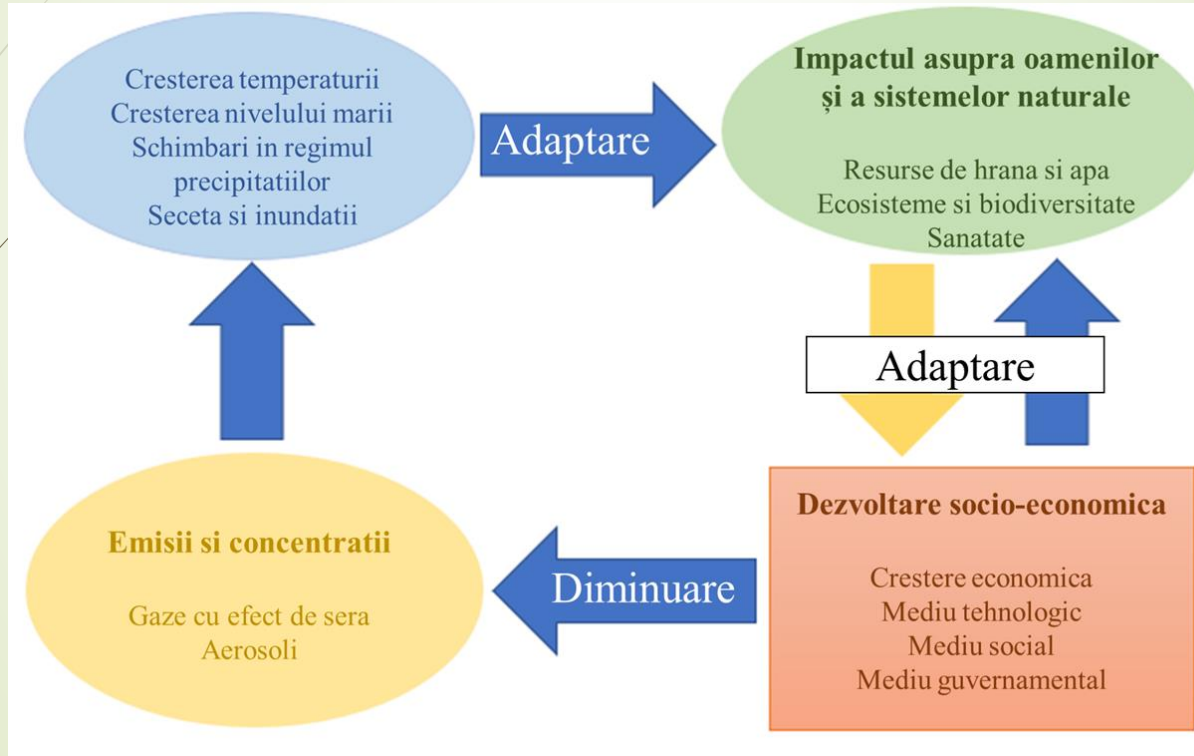 Cresterea temperaturii
Cresterea nivelului marii
Schimbari in regimul
precipitatiilor
Seceta si inundatii
Adaptare
Impactul asupra oamenilor
și a sistemelor naturale
Resurse de hrana si apa
Ecosisteme si biodiversitate
Sanatate
Adaptare
Dezvoltare socio-economica
Crestere economica
Mediu tehnologic
Mediu social
Mediu guvernamental
Diminuare
Emisii si concentratii
Gaze cu efect de sera
Aerosoli